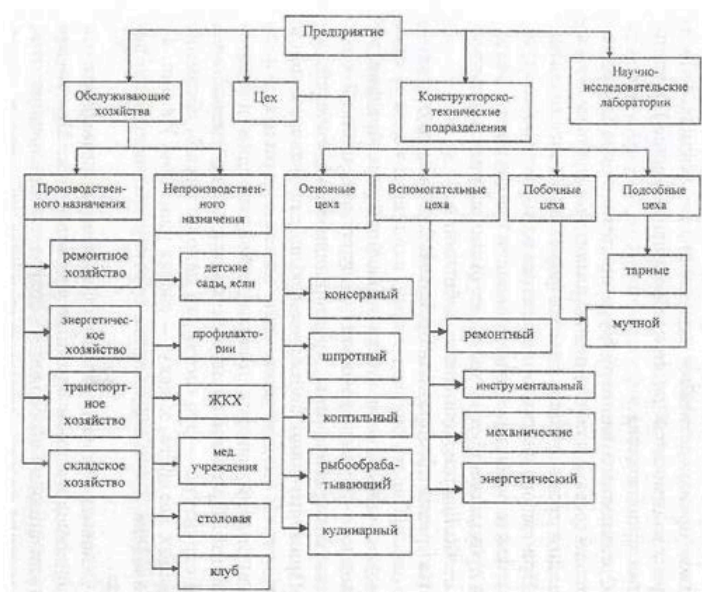 Предприятие
Обслуживающие
хозяйства
Цех
Конструкторско-
технические
подразделения
Научно-
исследовательские
лаборатории
Производствен-
ного назначения
Непроизводствен-
ного назначения
Основные
цеха
Вспомогательные
цеха
Побочные
цеха
Подсобные
цеха
ремонтное
хозяйство
энергетичес-
кое
хозяйство
транспорт-
ное
хозяйство
складское
хозяйство
детские
сады, ясли
профилакто-
рии
ЖКХ
мед.
учреждения
столовая
клуб
консервный
шпротный
коптильный
рыбообраба-
тывающий
кулинарный
ремонтный
инструментальный
механические
энергетический
мучной
тарные